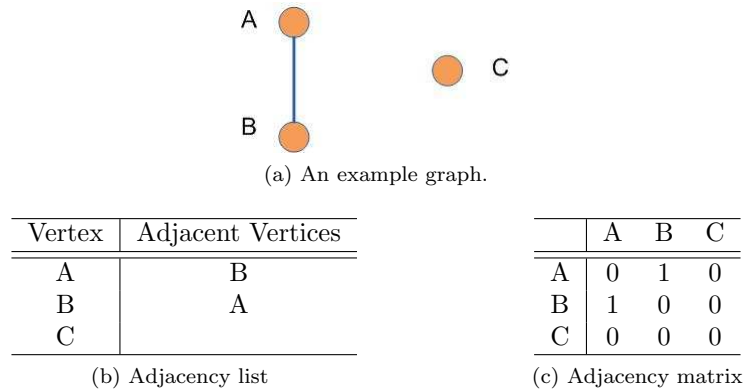 A
B
C
(a) An example graph.
Vertex Adjacent Vertices
A B
B A
C
(b) Adjacency list
A B C
A 0 1 0
B 1 0 0
C 0 0 0
(c) Adjacency matrix